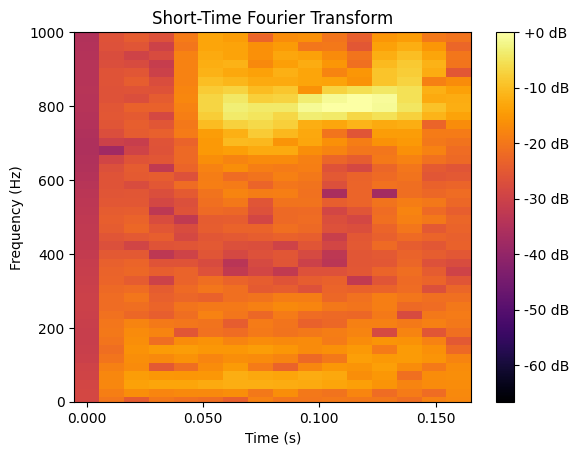 Short-Time Fourier Transform
1000
800
600
400
200
0
Frequency (Hz)
0.000
0.050
0.100
0.150
Time (s)
+0 dB
-10 dB
-20 dB
-30 dB
-40 dB
-50 dB
-60 dB